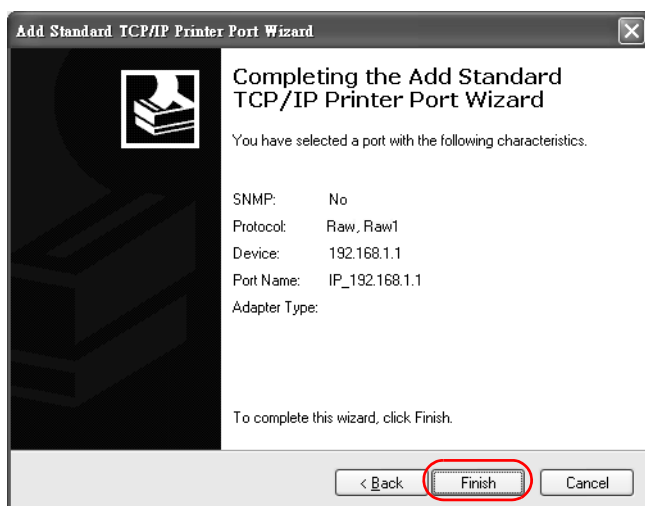 Add Standard TCP/IP Printer Port Wizard
Completing the Add Standard
TCP/IP Printer Port Wizard
You have selected a port with the following characteristics.
SNMP: No
Protocol: Raw, Raw1
Device: 192.168.1.1
Port Name: IP_192.168.1.1
Adapter Type:
To complete this wizard, click Finish.
< Back Finish Cancel